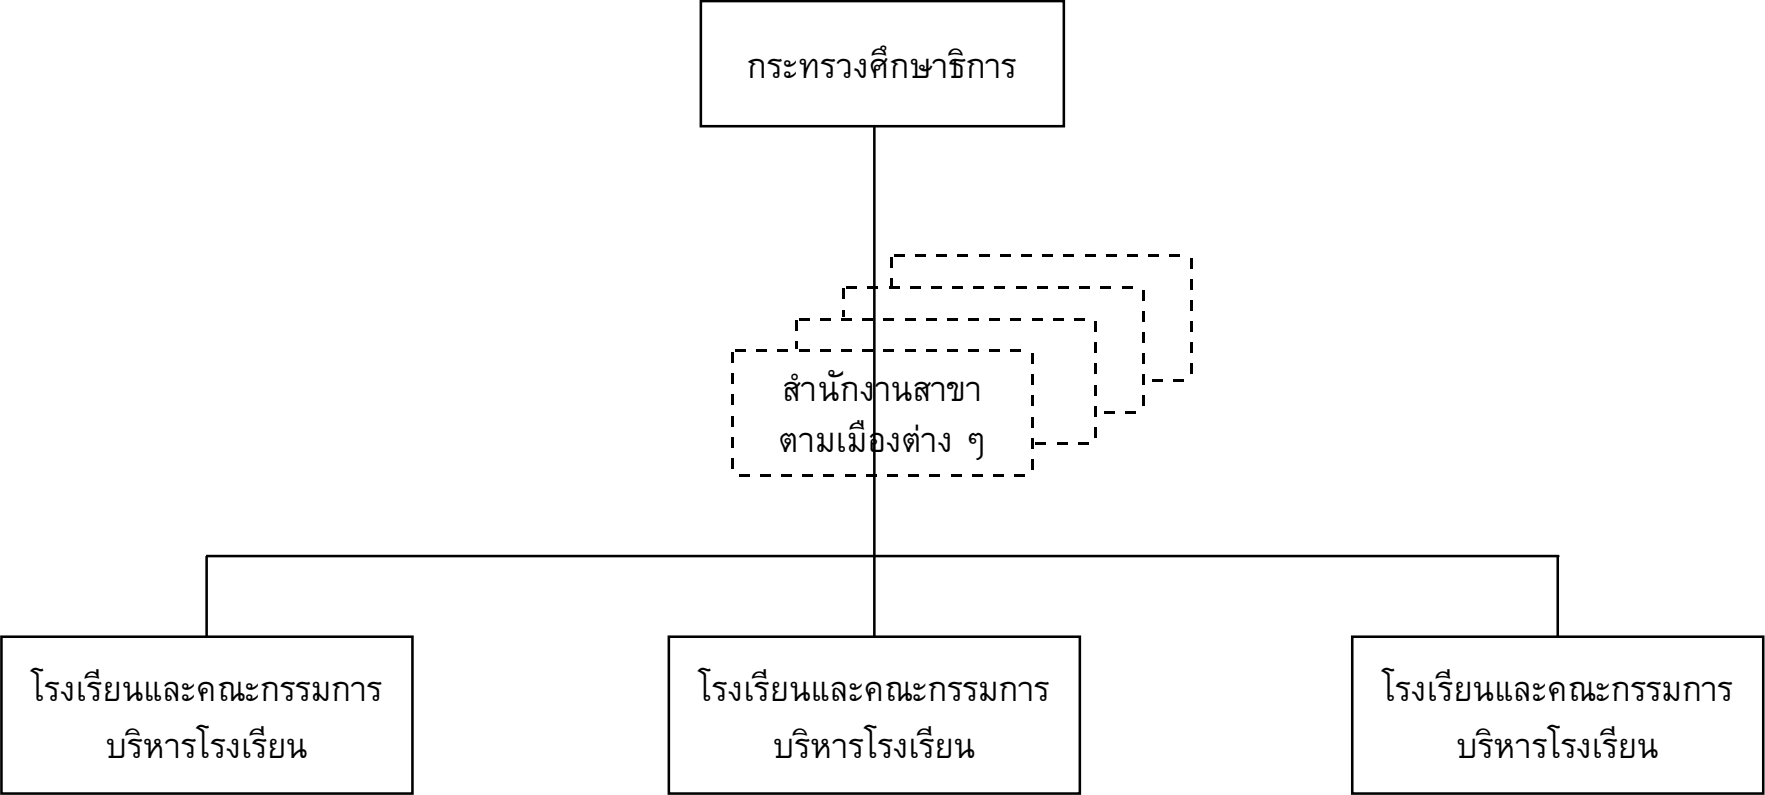 กระทรวงศึกษาธิการ
สำนักงานสาขา
ตามเมืองต่าง ๆ
โรงเรียนและคณะกรรมการ
บริหารโรงเรียน
โรงเรียนและคณะกรรมการ
บริหารโรงเรียน
โรงเรียนและคณะกรรมการ
บริหารโรงเรียน